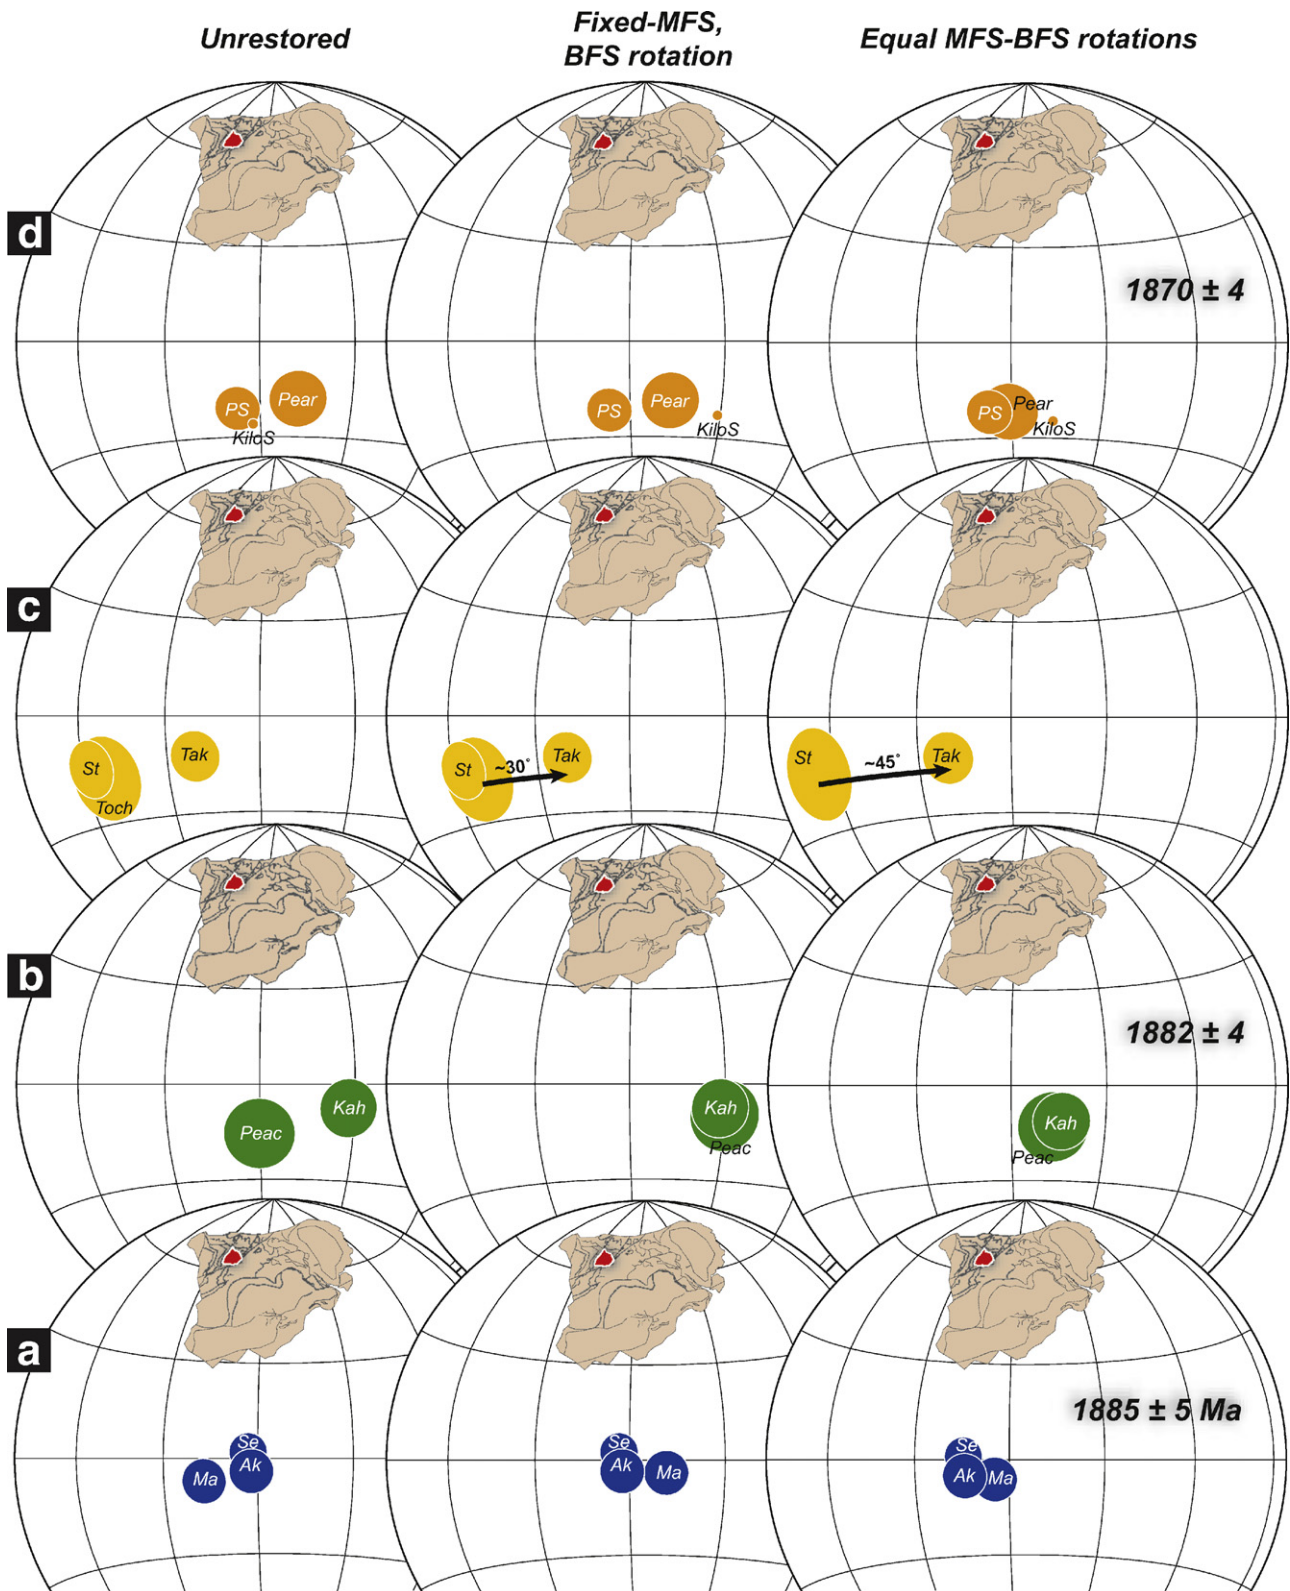 Unrestored
Fixed-MFS,
BFS rotation
Equal MFS-BFS rotations
d
1870 ± 4
PS
Pear
KiloS
PS
Pear
KiloS
PS
Pear
KiloS
c
St
Toch
Tak
St
~30°
Tak
St
~45°
Tak
b
1882 ± 4
Peac
Kah
Kah
Peac
Kah
Peac
a
1885 ± 5 Ma
Se
Ak
Ma
Se
Ak
Ma
Se
Ak
Ma